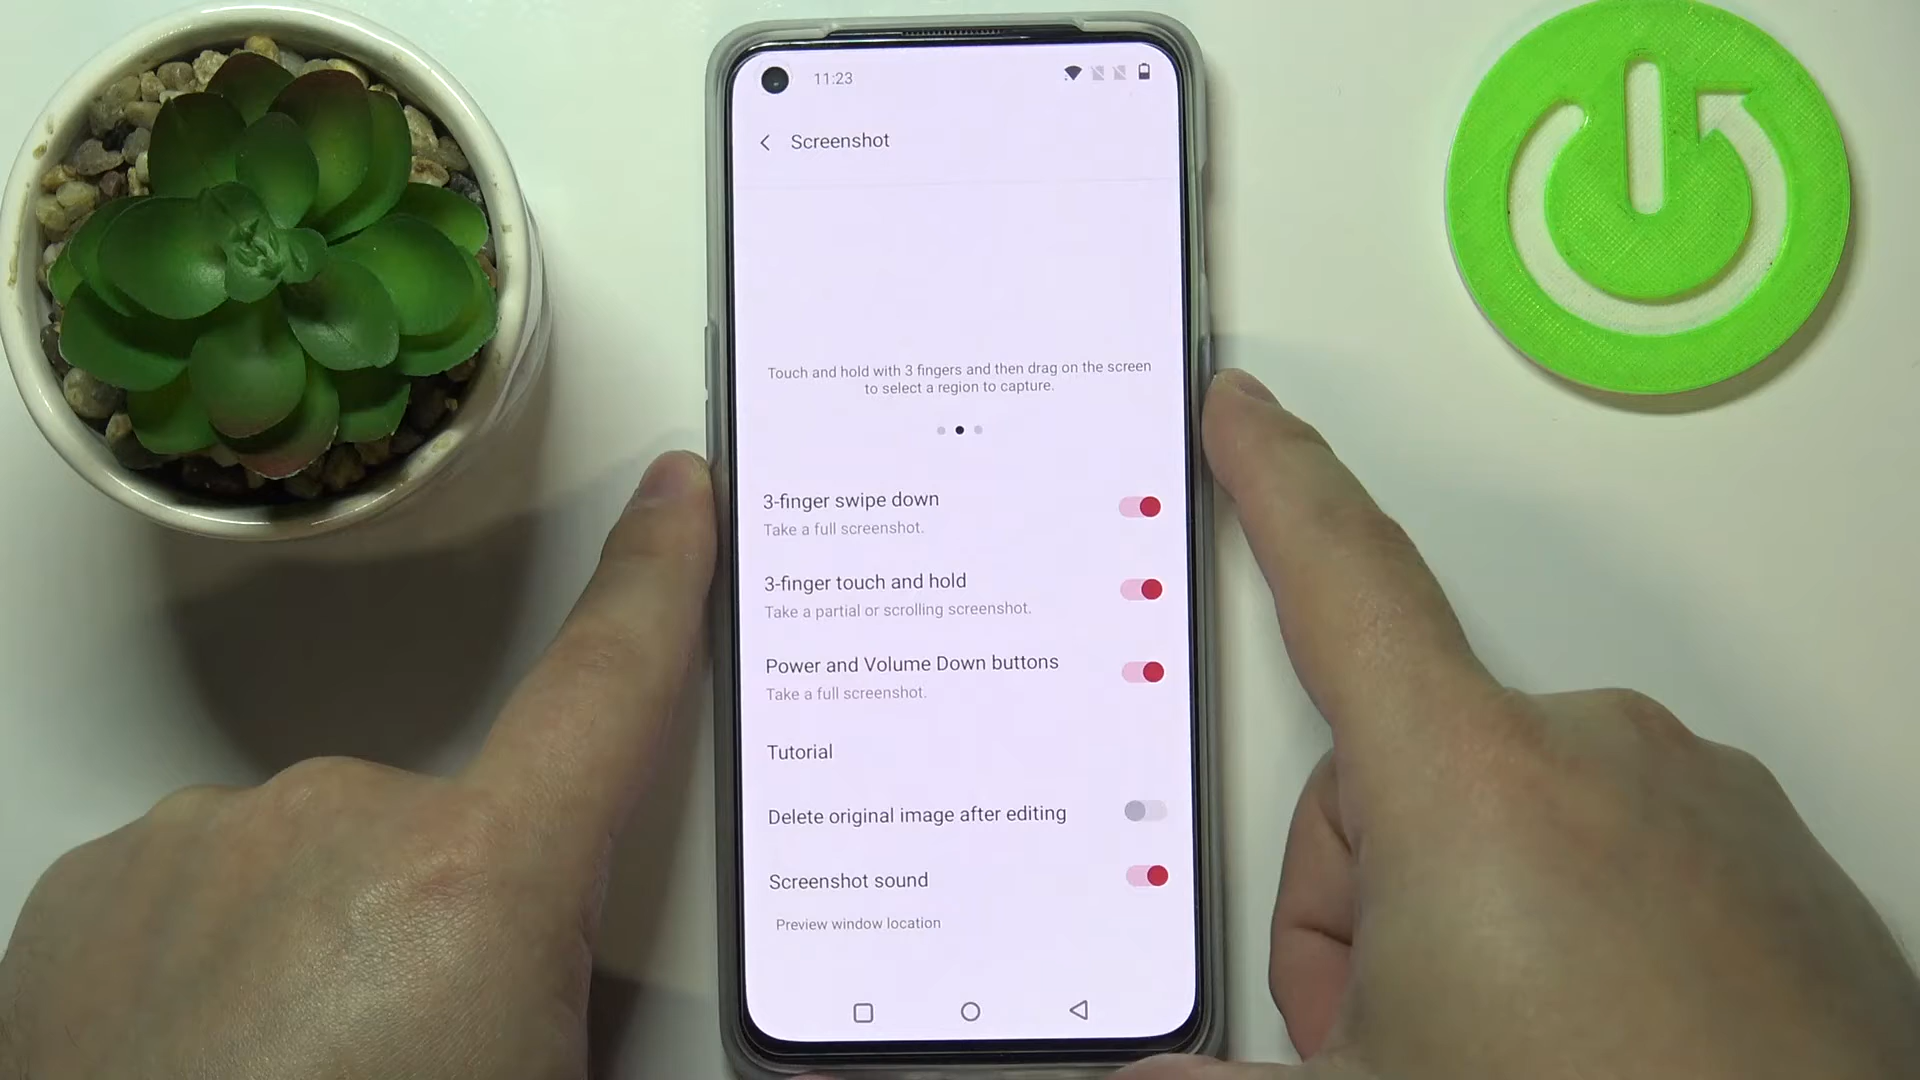 11:23
Screenshot
Touch and hold with 3 fingers and then drag on the screen
to select a region to capture.
3-finger swipe down
Take a full screenshot.
3-finger touch and hold
Take a partial or scrolling screenshot.
Power and Volume Down buttons
Take a full screenshot.
Tutorial
Delete original image after editing
Screenshot sound
Preview window location